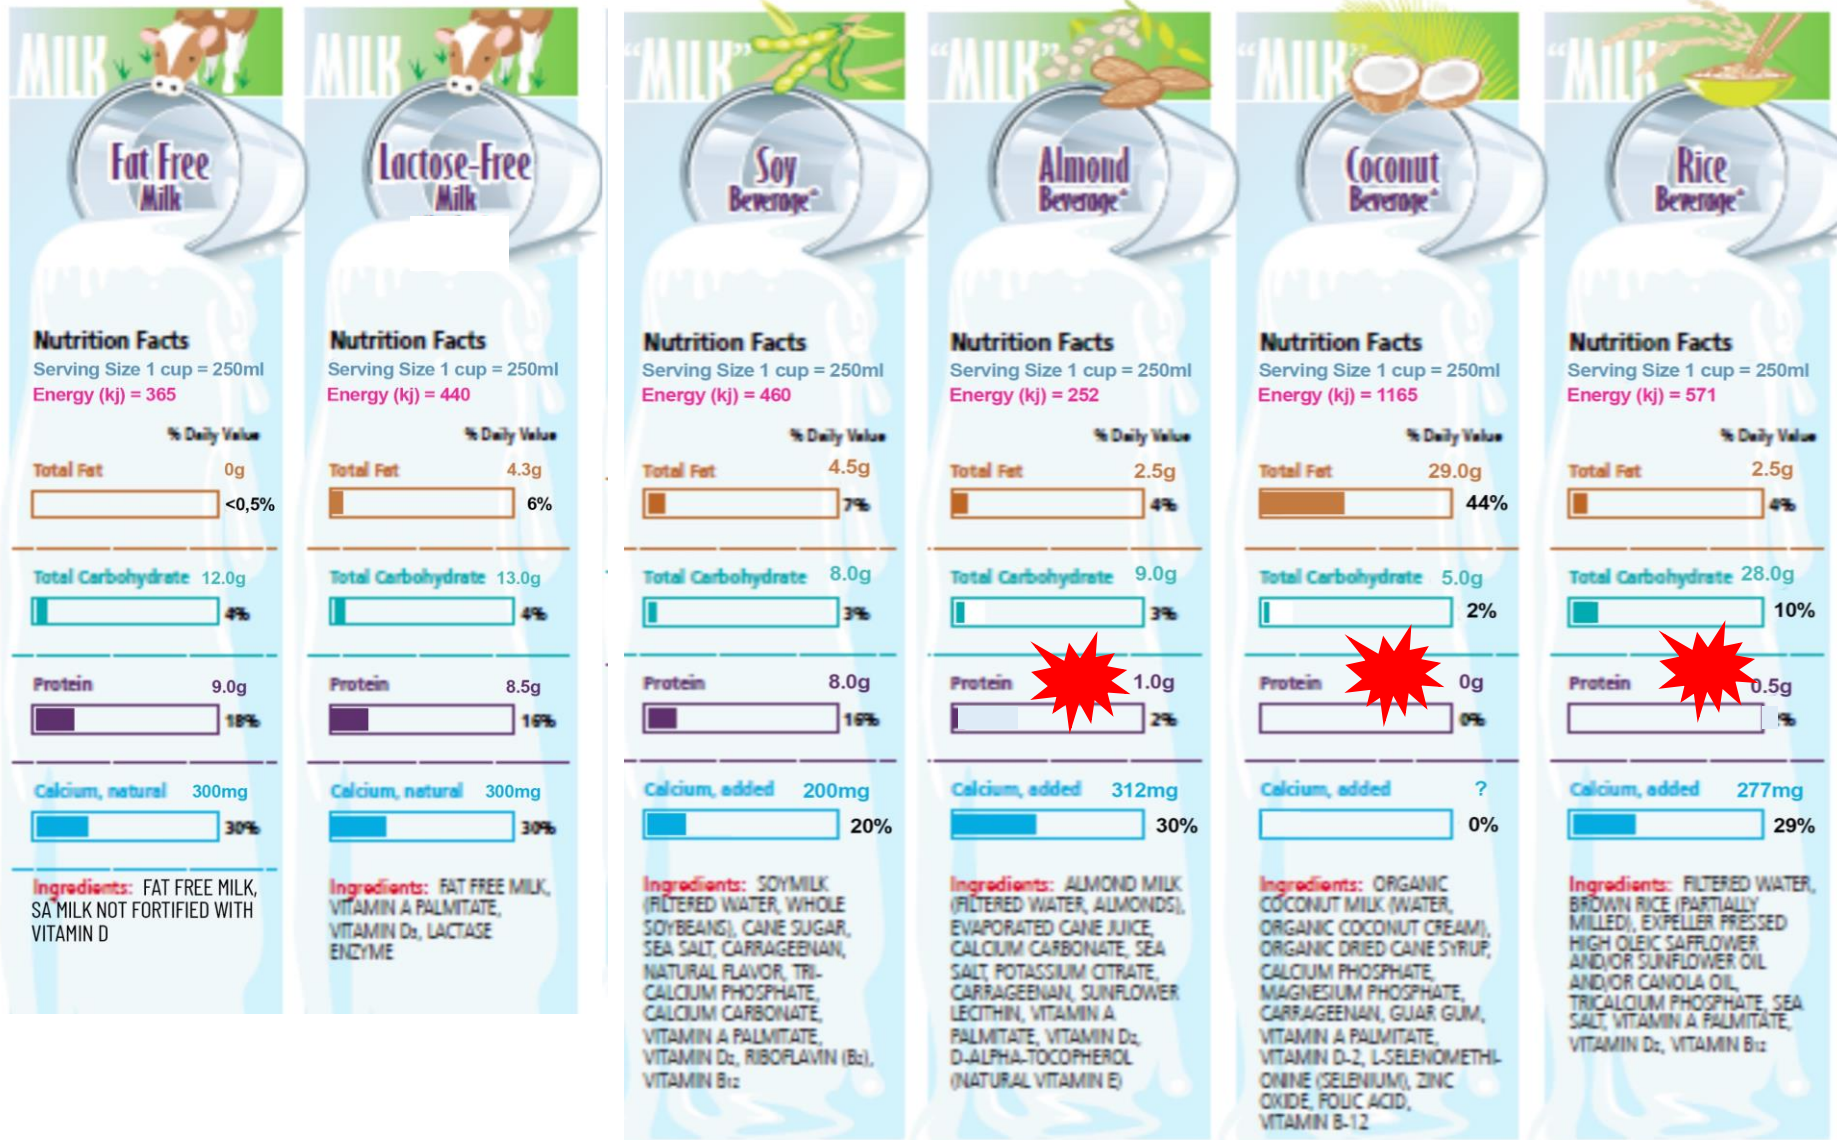 MILK
Fat Free
Milk
Nutrition Facts
Serving Size 1 cup = 250ml
Energy (kj) = 365
% Daily Value
Total Fat 0g
<0,5%
Total Carbohydrate 12.0g
4%
Protein 9.0g
18%
Calcium, natural 300mg
30%
Ingredients: FAT FREE MILK,
SA MILK NOT FORTIFIED WITH
VITAMIN D
MILK
Lactose-Free
Milk
Nutrition Facts
Serving Size 1 cup = 250ml
Energy (kj) = 440
% Daily Value
Total Fat 4.3g
6%
Total Carbohydrate 13.0g
4%
Protein 8.5g
16%
Calcium, natural 300mg
30%
Ingredients: FAT FREE MILK,
VITAMIN A PALMITATE,
VITAMIN D3, LACTASE
ENZYME
“MILK”
Soy
Beverage*
Nutrition Facts
Serving Size 1 cup = 250ml
Energy (kj) = 460
% Daily Value
Total Fat 4.5g
7%
Total Carbohydrate 8.0g
3%
Protein 8.0g
16%
Calcium, added 200mg
20%
Ingredients: SOYMILK
(FILTERED WATER, WHOLE
SOYBEANS), CANE SUGAR,
SEA SALT, CARRAGEENAN,
NATURAL FLAVOR, TRI-
CALCIUM PHOSPHATE,
CALCIUM CARBONATE,
VITAMIN A PALMITATE,
VITAMIN D2, RIBOFLAVIN (B2),
VITAMIN B12
“MILK”
Almond
Beverage*
Nutrition Facts
Serving Size 1 cup = 250ml
Energy (kj) = 252
% Daily Value
Total Fat 2.5g
4%
Total Carbohydrate 9.0g
3%
Protein 1.0g
2%
Calcium, added 312mg
30%
Ingredients: ALMOND MILK
(FILTERED WATER, ALMONDS),
EVAPORATED CANE JUICE,
CALCIUM CARBONATE, SEA
SALT, POTASSIUM CITRATE,
CARRAGEENAN, SUNFLOWER
LECITHIN, VITAMIN A
PALMITATE, VITAMIN D2,
D-ALPHA-TOCOPHEROL
(NATURAL VITAMIN E)
“MILK”
Coconut
Beverage*
Nutrition Facts
Serving Size 1 cup = 250ml
Energy (kj) = 1165
% Daily Value
Total Fat 29.0g
44%
Total Carbohydrate 5.0g
2%
Protein 0g
0%
Calcium, added ?
0%
Ingredients: ORGANIC
COCONUT MILK (WATER,
ORGANIC COCONUT CREAM),
ORGANIC DRIED CANE SYRUP,
CALCIUM PHOSPHATE,
MAGNESIUM PHOSPHATE,
CARRAGEENAN, GUAR GUM,
VITAMIN A PALMITATE,
VITAMIN D-2, L-SELENOMETHI-
ONINE (SELENIUM), ZINC
OXIDE, FOLIC ACID,
VITAMIN B-12
“MILK”
Rice
Beverage*
Nutrition Facts
Serving Size 1 cup = 250ml
Energy (kj) = 571
% Daily Value
Total Fat 2.5g
4%
Total Carbohydrate 28.0g
10%
Protein 0.5g
%
Calcium, added 277mg
29%
Ingredients: FILTERED WATER,
BROWN RICE (PARTIALLY
MILLED), EXPELLER PRESSED
HIGH OLEIC SAFFLOWER
AND/OR SUNFLOWER OIL
AND/OR CANOLA OIL,
TRICALCIUM PHOSPHATE, SEA
SALT, VITAMIN A PALMITATE,
VITAMIN D2, VITAMIN B12